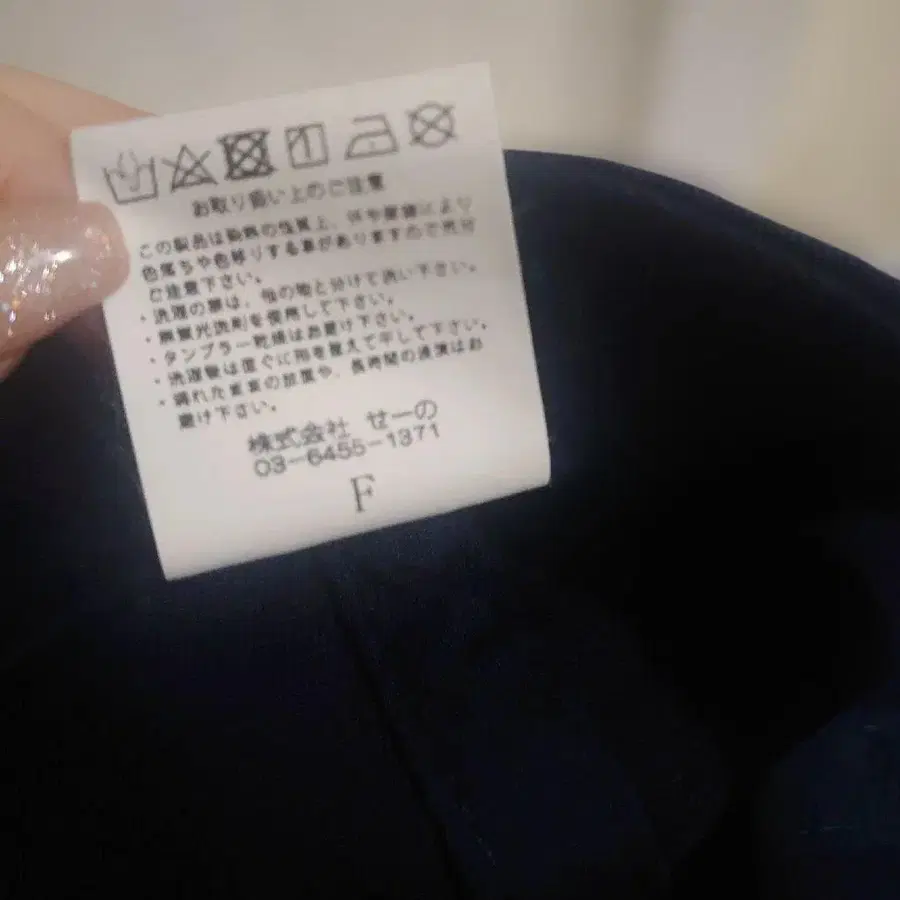 お取り扱い上のご注意
この製品は染料の性質上、汗や摩擦により
色落ちや色移りする事がありますので充分
ご注意下さい。
・洗濯の際は、他の物と分けて洗い下さい。
・無蛍光洗剤を使用して下さい。
・タンブラー乾燥はお避け下さい。
・洗濯後は直ぐに形を整えて干して下さい。
・濡れた重ねの放置や、長時間の浸漬はお
避け下さい。
株式会社 せーの
03-6455-1371
F